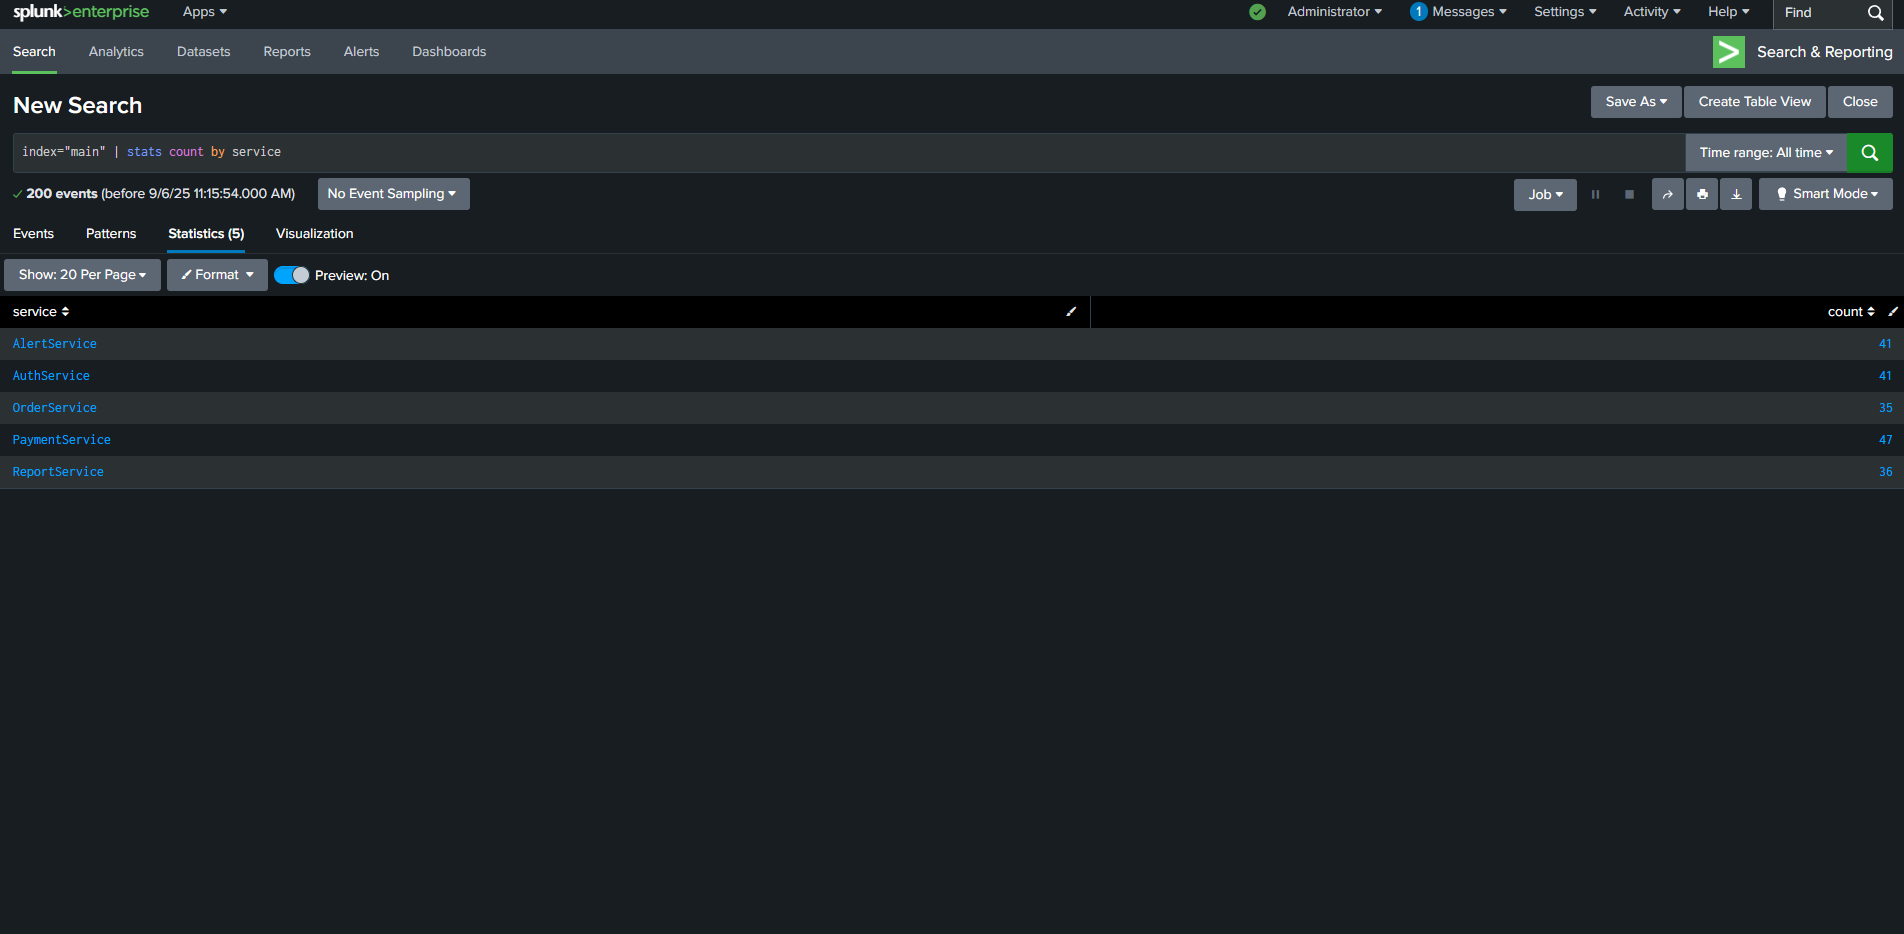 splunk>enterprise Apps Administrator 1 Messages Settings Activity Help Find
Search Analytics Datasets Reports Alerts Dashboards Search & Reporting
New Search Save As Create Table View Close
index="main" | stats count by service Time range: All time
200 events (before 9/6/25 11:15:54.000 AM) No Event Sampling Job Smart Mode
Events Patterns Statistics (5) Visualization
Show: 20 Per Page Format Preview: On
service count
AlertService 41
AuthService 41
OrderService 35
PaymentService 47
ReportService 36